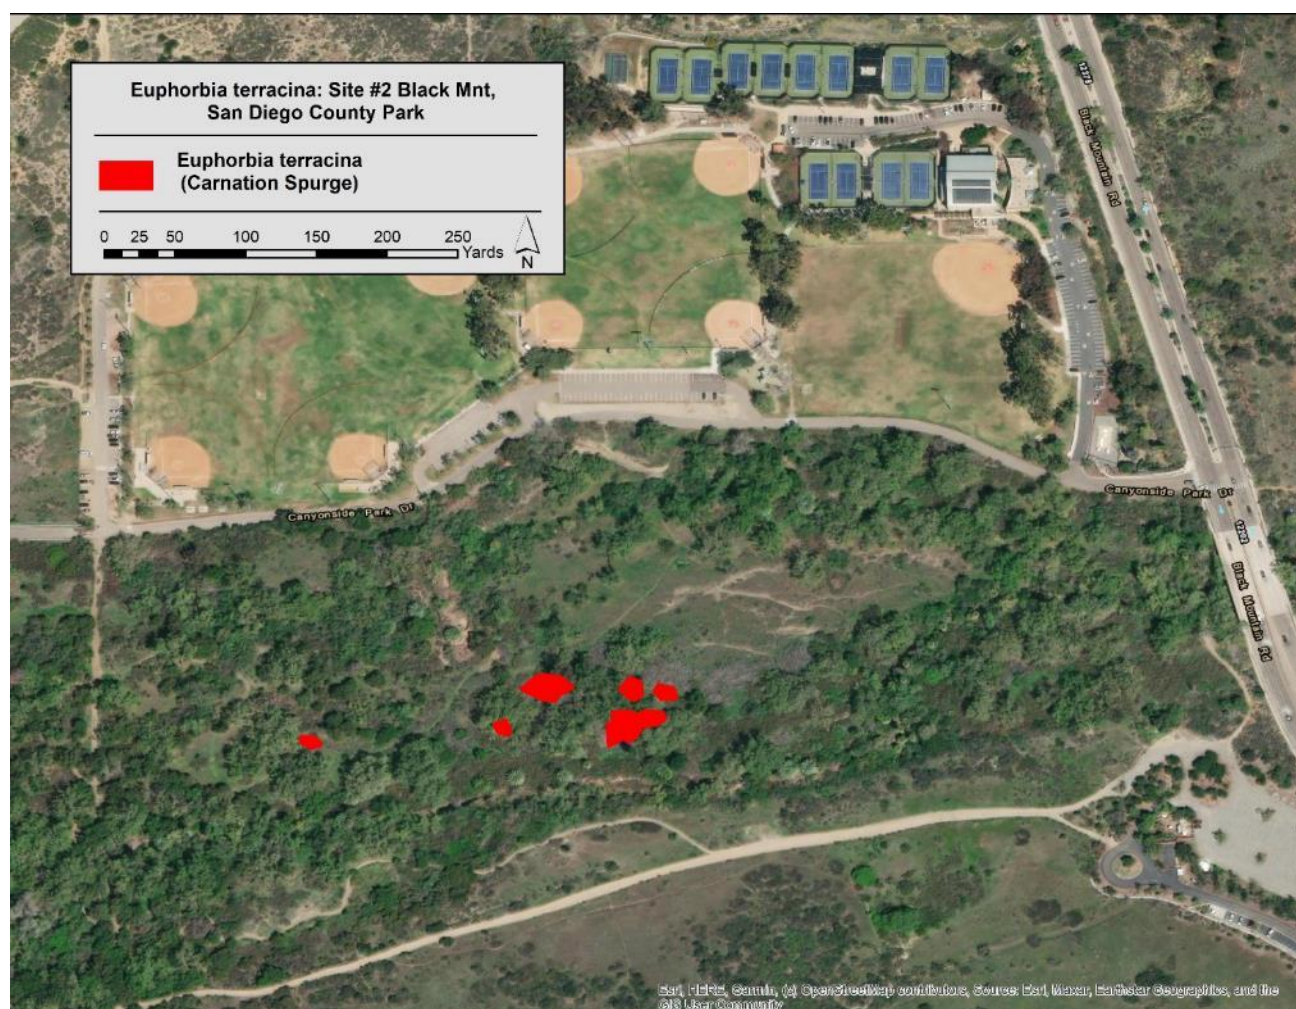 Euphorbia terracina: Site #2 Black Mnt,
San Diego County Park
Euphorbia terracina
(Carnation Spurge)
0 25 50 100 150 200 250
Yards
N
12378
Black Mountain Rd
Canyonside Park Dr
Canyonside Park Dr
12202
Black Mountain Rd
Esri, HERE, Garmin, (c) OpenStreetMap contributors, Source: Esri, Maxar, Earthstar Geographics, and the
GIS User Community